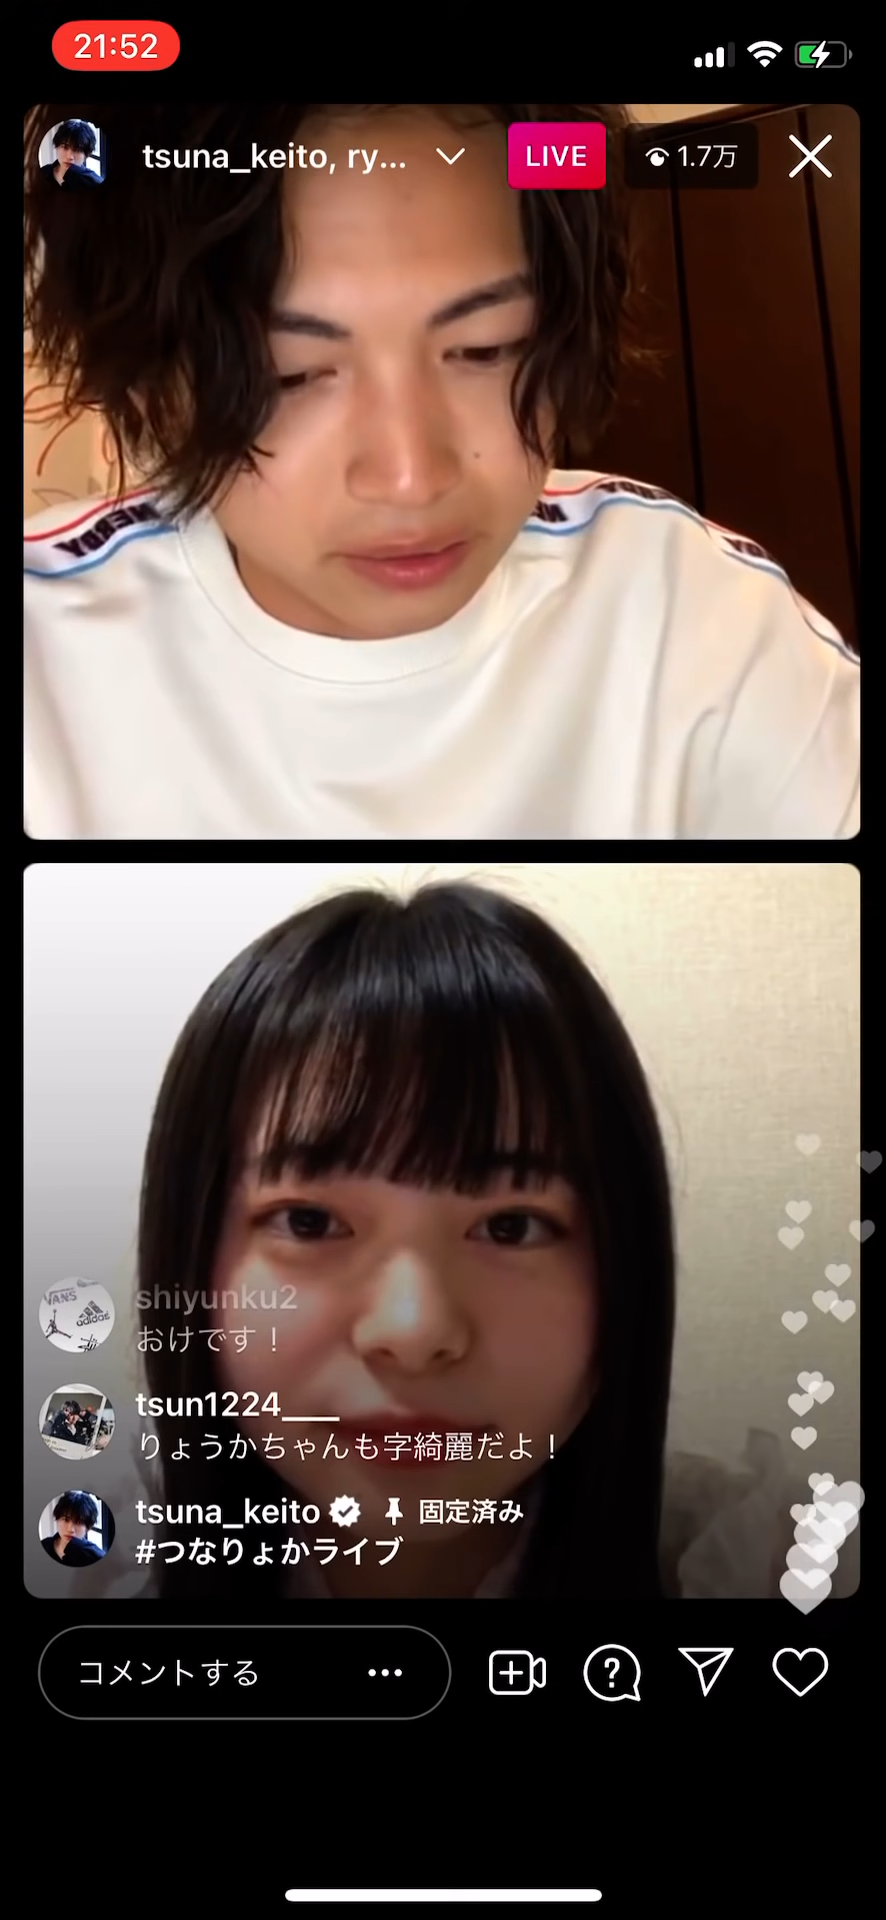 21:52
tsuna_keito, ry...
LIVE
1.7万
NERDY
NERDY
shiyunku2
VANS
adidas
おけです！
tsun1224___
りょうかちゃんも字綺麗だよ！
tsuna_keito 固定済み
#つなりょかライブ
コメントする